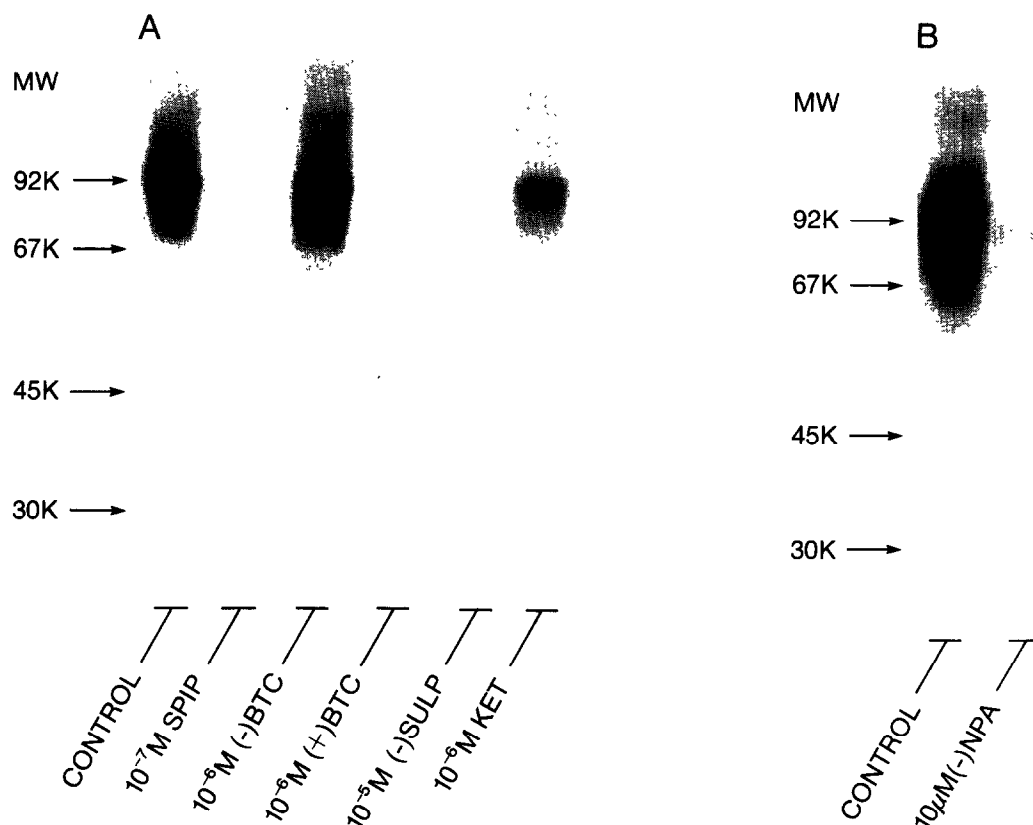 A
MW
92K
67K
45K
30K
CONTROL
10⁻⁷M SPIP
10⁻⁶M (-)BTC
10⁻⁶M (+)BTC
10⁻⁵M (-)SULP
10⁻⁶M KET
B
MW
92K
67K
45K
30K
CONTROL
10μM(-)NPA